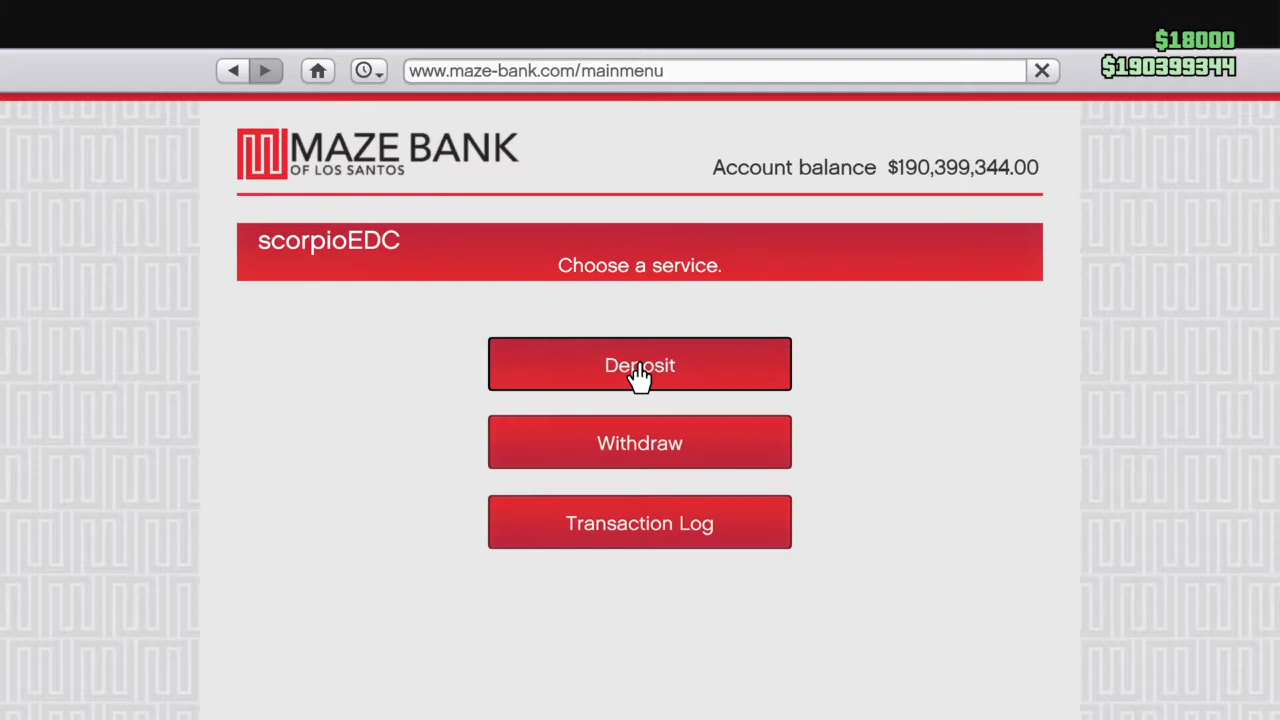 $18000
www.maze-bank.com/mainmenu
$190399344
MAZE BANK
OF LOS SANTOS
Account balance $190,399,344.00
scorpioEDC
Choose a service.
Deposit
Withdraw
Transaction Log